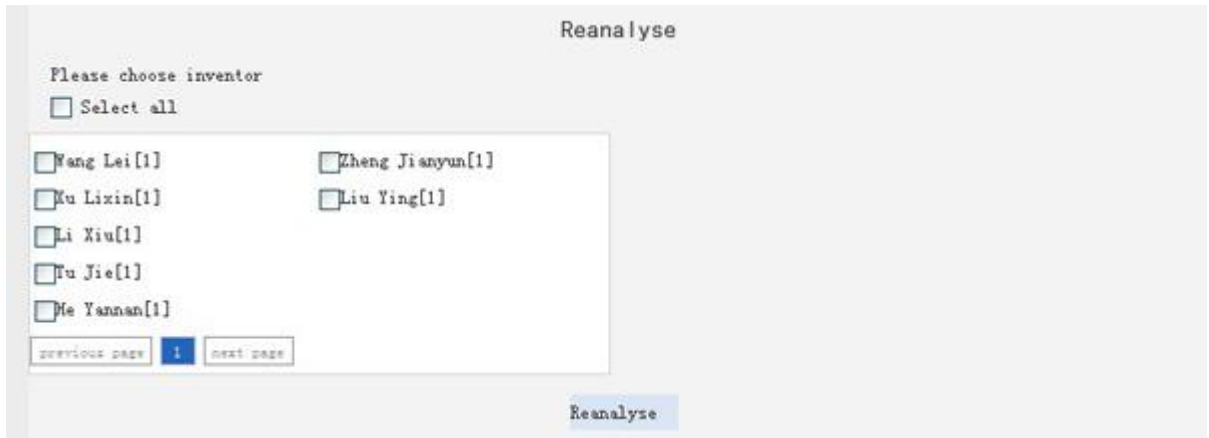 Reanalyse
Please choose inventor
Select all
Yang Lei[1]
Zheng Jianyun[1]
Xu Lixin[1]
Liu Ying[1]
Li Xiu[1]
Tu Jie[1]
He Yannan[1]
previous page 1 next page
Reanalyse